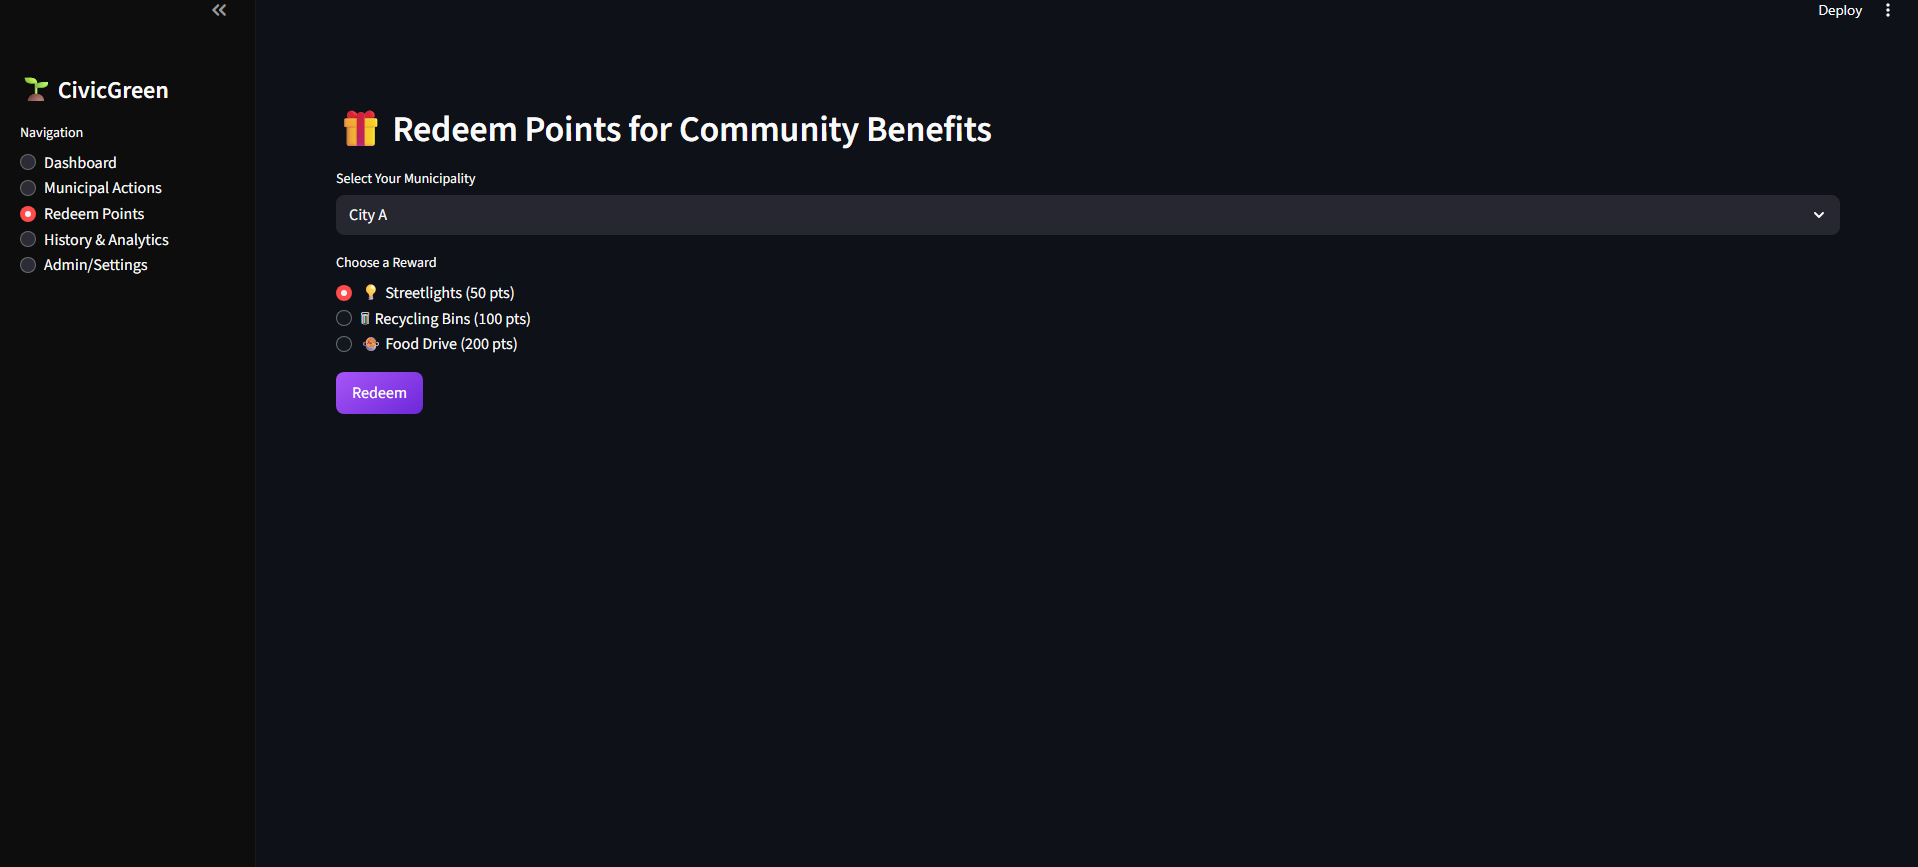 Deploy
CivicGreen
Navigation
Dashboard
Municipal Actions
Redeem Points
History & Analytics
Admin/Settings
Redeem Points for Community Benefits
Select Your Municipality
City A
Choose a Reward
Streetlights (50 pts)
Recycling Bins (100 pts)
Food Drive (200 pts)
Redeem